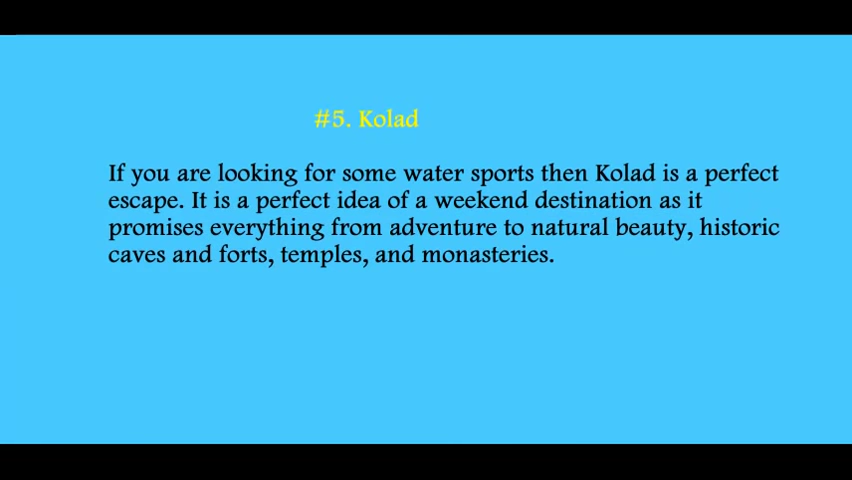 #5. Kolad
If you are looking for some water sports then Kolad is a perfect
escape. It is a perfect idea of a weekend destination as it
promises everything from adventure to natural beauty, historic
caves and forts, temples, and monasteries.